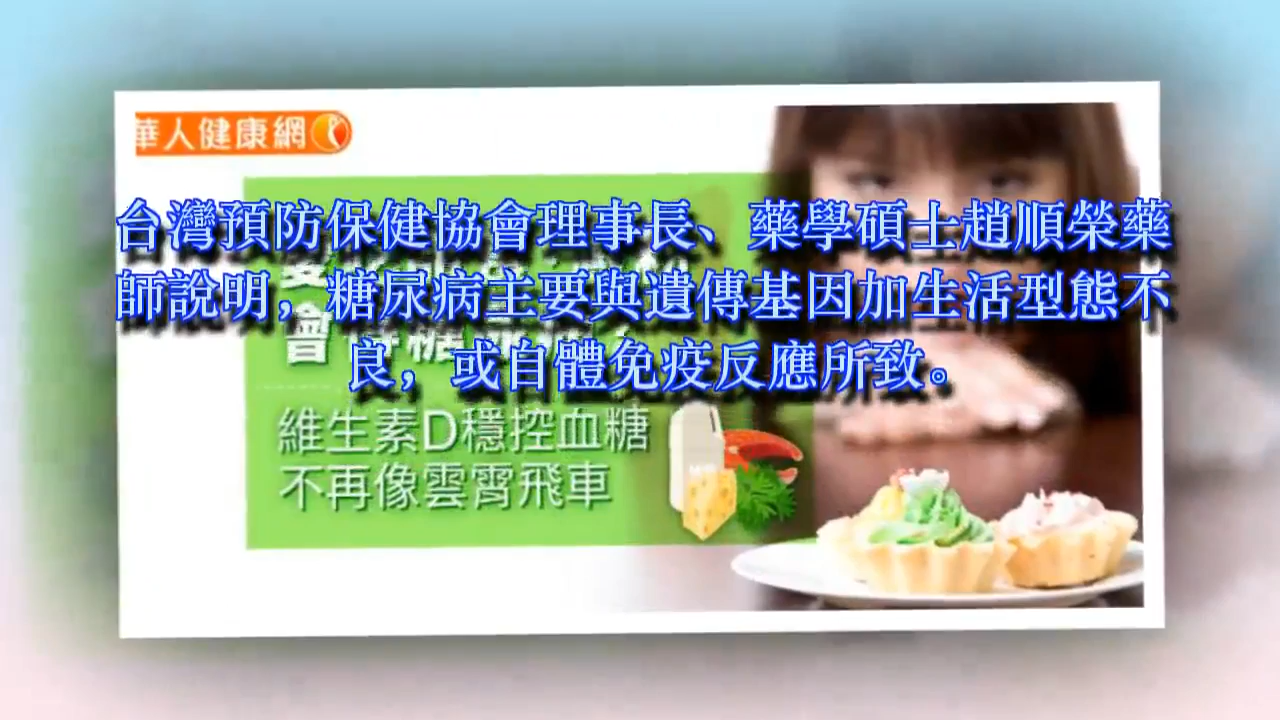 華人健康網
台灣預防保健協會理事長、藥學碩士趙順榮藥
師說明，糖尿病主要與遺傳基因加生活型態不
良，或自體免疫反應所致。
會
維生素D穩控血糖
不再像雲霄飛車